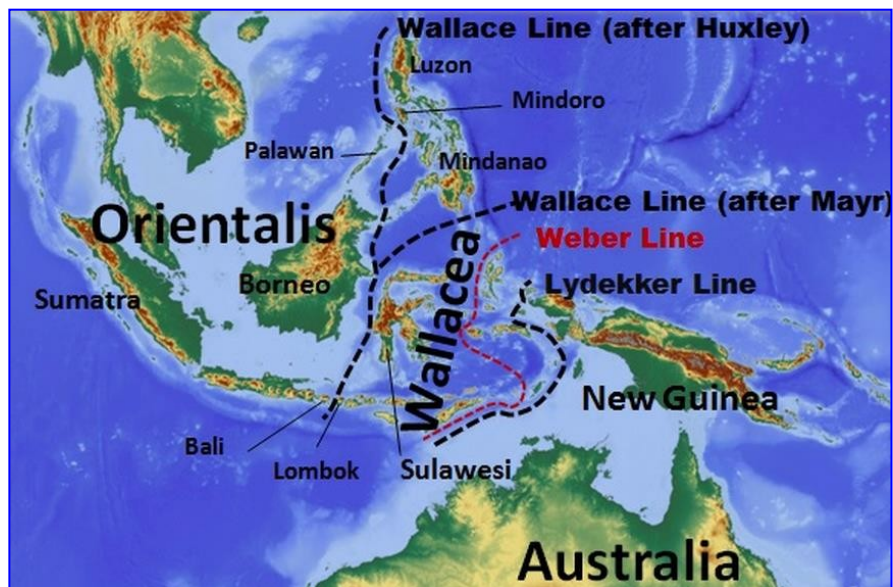 Wallace Line (after Huxley)
Luzon
Mindoro
Palawan
Mindanao
Wallace Line (after Mayr)
Orientalis
Weber Line
Wallacea
Lydekker Line
Borneo
Sumatra
New Guinea
Bali
Lombok
Sulawesi
Australia